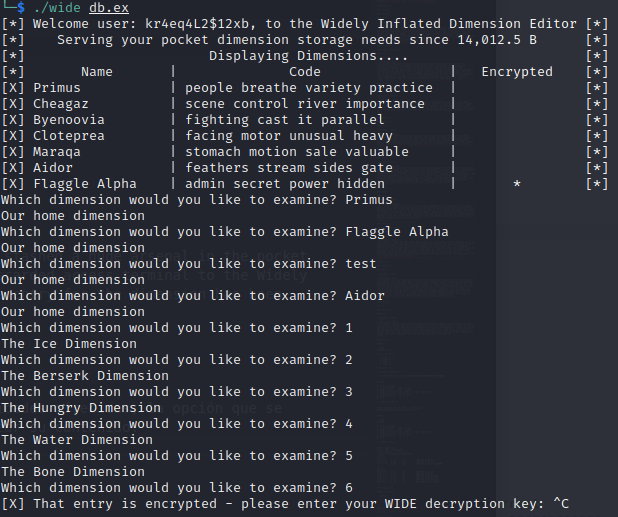 $ ./wide db.ex
[*] Welcome user: kr4eq4L2$12xb, to the Widely Inflated Dimension Editor [*]
[*] Serving your pocket dimension storage needs since 14,012.5 B [*]
[*] Displaying Dimensions.... [*]
[*] Name | Code | Encrypted [*]
[X] Primus | people breathe variety practice | [*]
[X] Cheagaz | scene control river importance | [*]
[X] Byenoovia | fighting cast it parallel | [*]
[X] Cloteprea | facing motor unusual heavy | [*]
[X] Maraqa | stomach motion sale valuable | [*]
[X] Aidor | feathers stream sides gate | [*]
[X] Flaggle Alpha | admin secret power hidden | * [*]
Which dimension would you like to examine? Primus
Our home dimension
Which dimension would you like to examine? Flaggle Alpha
Our home dimension
Which dimension would you like to examine? test
Our home dimension
Which dimension would you like to examine? Aidor
Our home dimension
Which dimension would you like to examine? 1
The Ice Dimension
Which dimension would you like to examine? 2
The Berserk Dimension
Which dimension would you like to examine? 3
The Hungry Dimension
Which dimension would you like to examine? 4
The Water Dimension
Which dimension would you like to examine? 5
The Bone Dimension
Which dimension would you like to examine? 6
[X] That entry is encrypted - please enter your WIDE decryption key: ^C